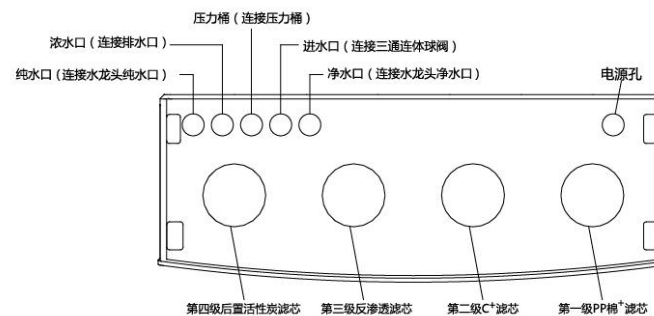 压力桶（连接压力桶）
浓水口（连接排水口）
进水口（连接三通连体球阀）
纯水口（连接水龙头纯水口）
净水口（连接水龙头净水口）
电源孔
第四级后置活性炭滤芯
第三级反渗透滤芯
第二级C⁺滤芯
第一级PP棉⁺滤芯